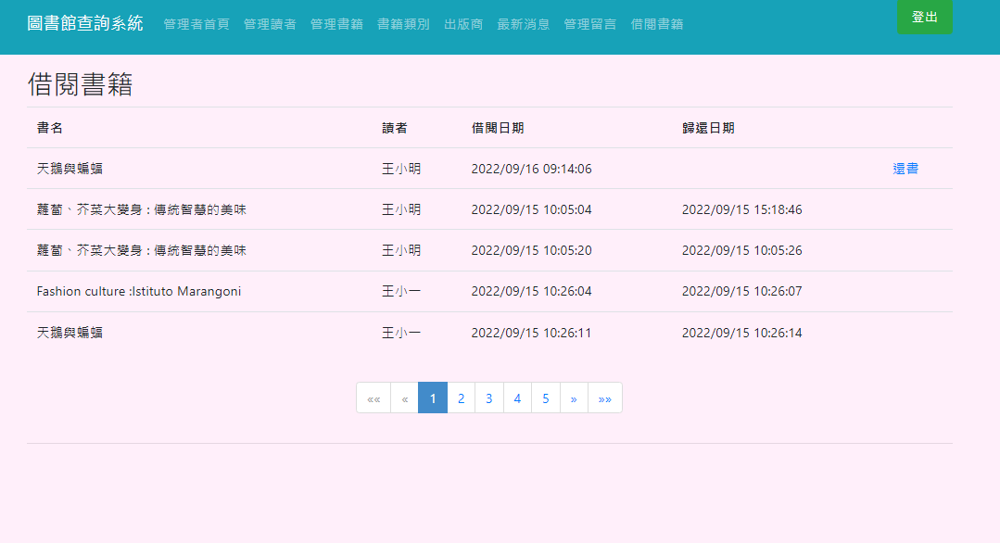 圖書館查詢系統 管理者首頁 管理讀者 管理書籍 書籍類別 出版商 最新消息 管理留言 借閱書籍 登出
借閱書籍
書名 讀者 借閱日期 歸還日期
天鵝與蝙蝠 王小明 2022/09/16 09:14:06 還書
蘿蔔、芥菜大變身 : 傳統智慧的美味 王小明 2022/09/15 10:05:04 2022/09/15 15:18:46
蘿蔔、芥菜大變身 : 傳統智慧的美味 王小明 2022/09/15 10:05:20 2022/09/15 10:05:26
Fashion culture :Istituto Marangoni 王小一 2022/09/15 10:26:04 2022/09/15 10:26:07
天鵝與蝙蝠 王小一 2022/09/15 10:26:11 2022/09/15 10:26:14
«« « 1 2 3 4 5 » »»